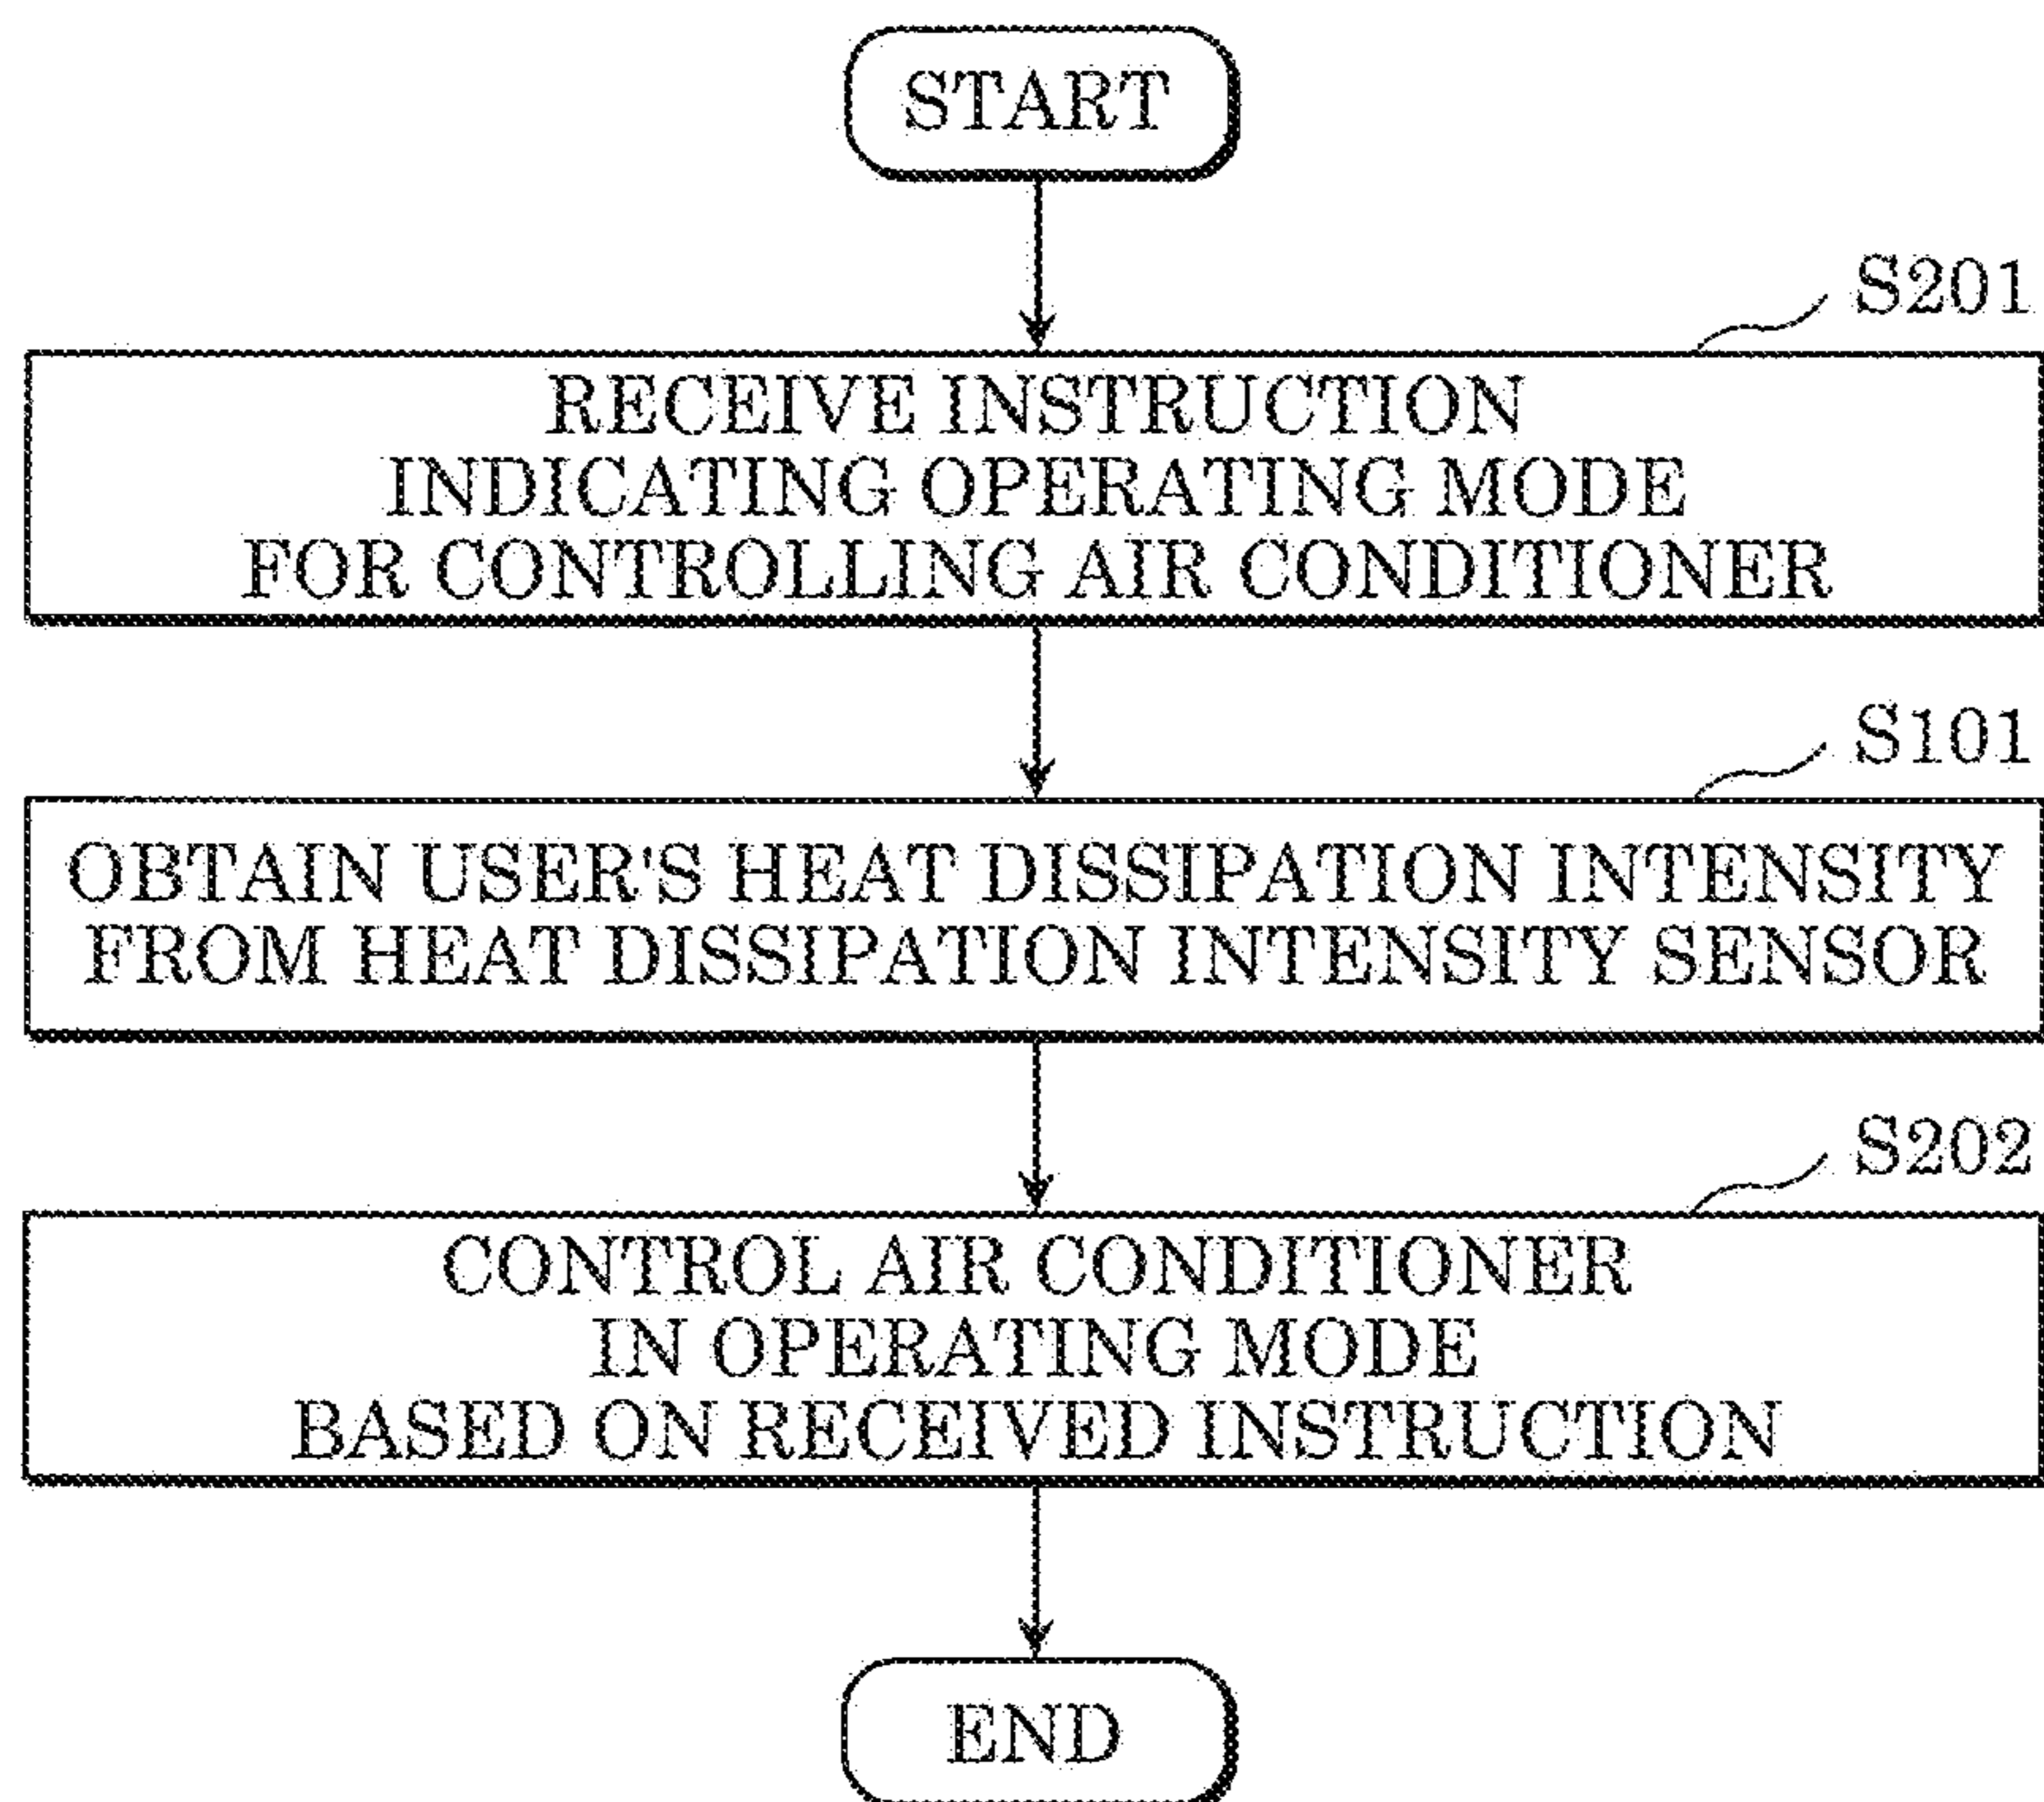 START
S201
RECEIVE INSTRUCTION
INDICATING OPERATING MODE
FOR CONTROLLING AIR CONDITIONER
S101
OBTAIN USER'S HEAT DISSIPATION INTENSITY
FROM HEAT DISSIPATION INTENSITY SENSOR
S202
CONTROL AIR CONDITIONER
IN OPERATING MODE
BASED ON RECEIVED INSTRUCTION
END